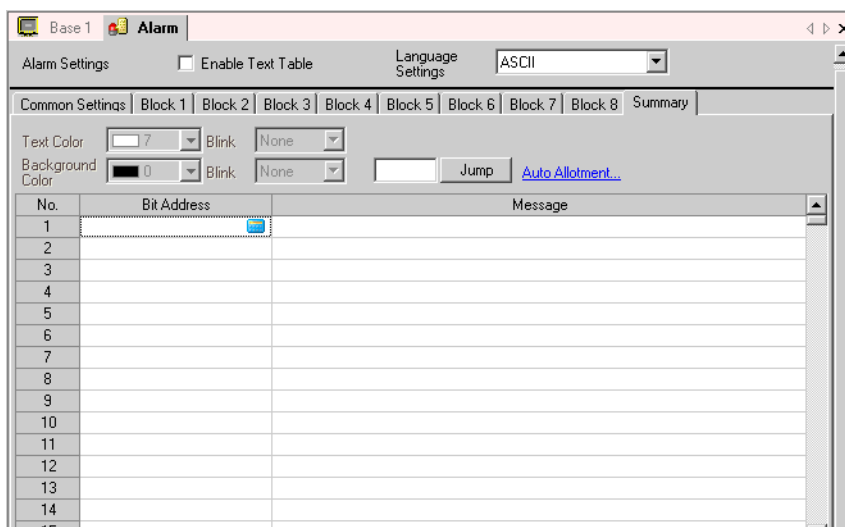 Base 1 Alarm
Alarm Settings Enable Text Table Language Settings ASCII
Common Settings Block 1 Block 2 Block 3 Block 4 Block 5 Block 6 Block 7 Block 8 Summary
Text Color 7 Blink None
Background Color 0 Blink None Jump Auto Allotment...
No. Bit Address Message
1
2
3
4
5
6
7
8
9
10
11
12
13
14